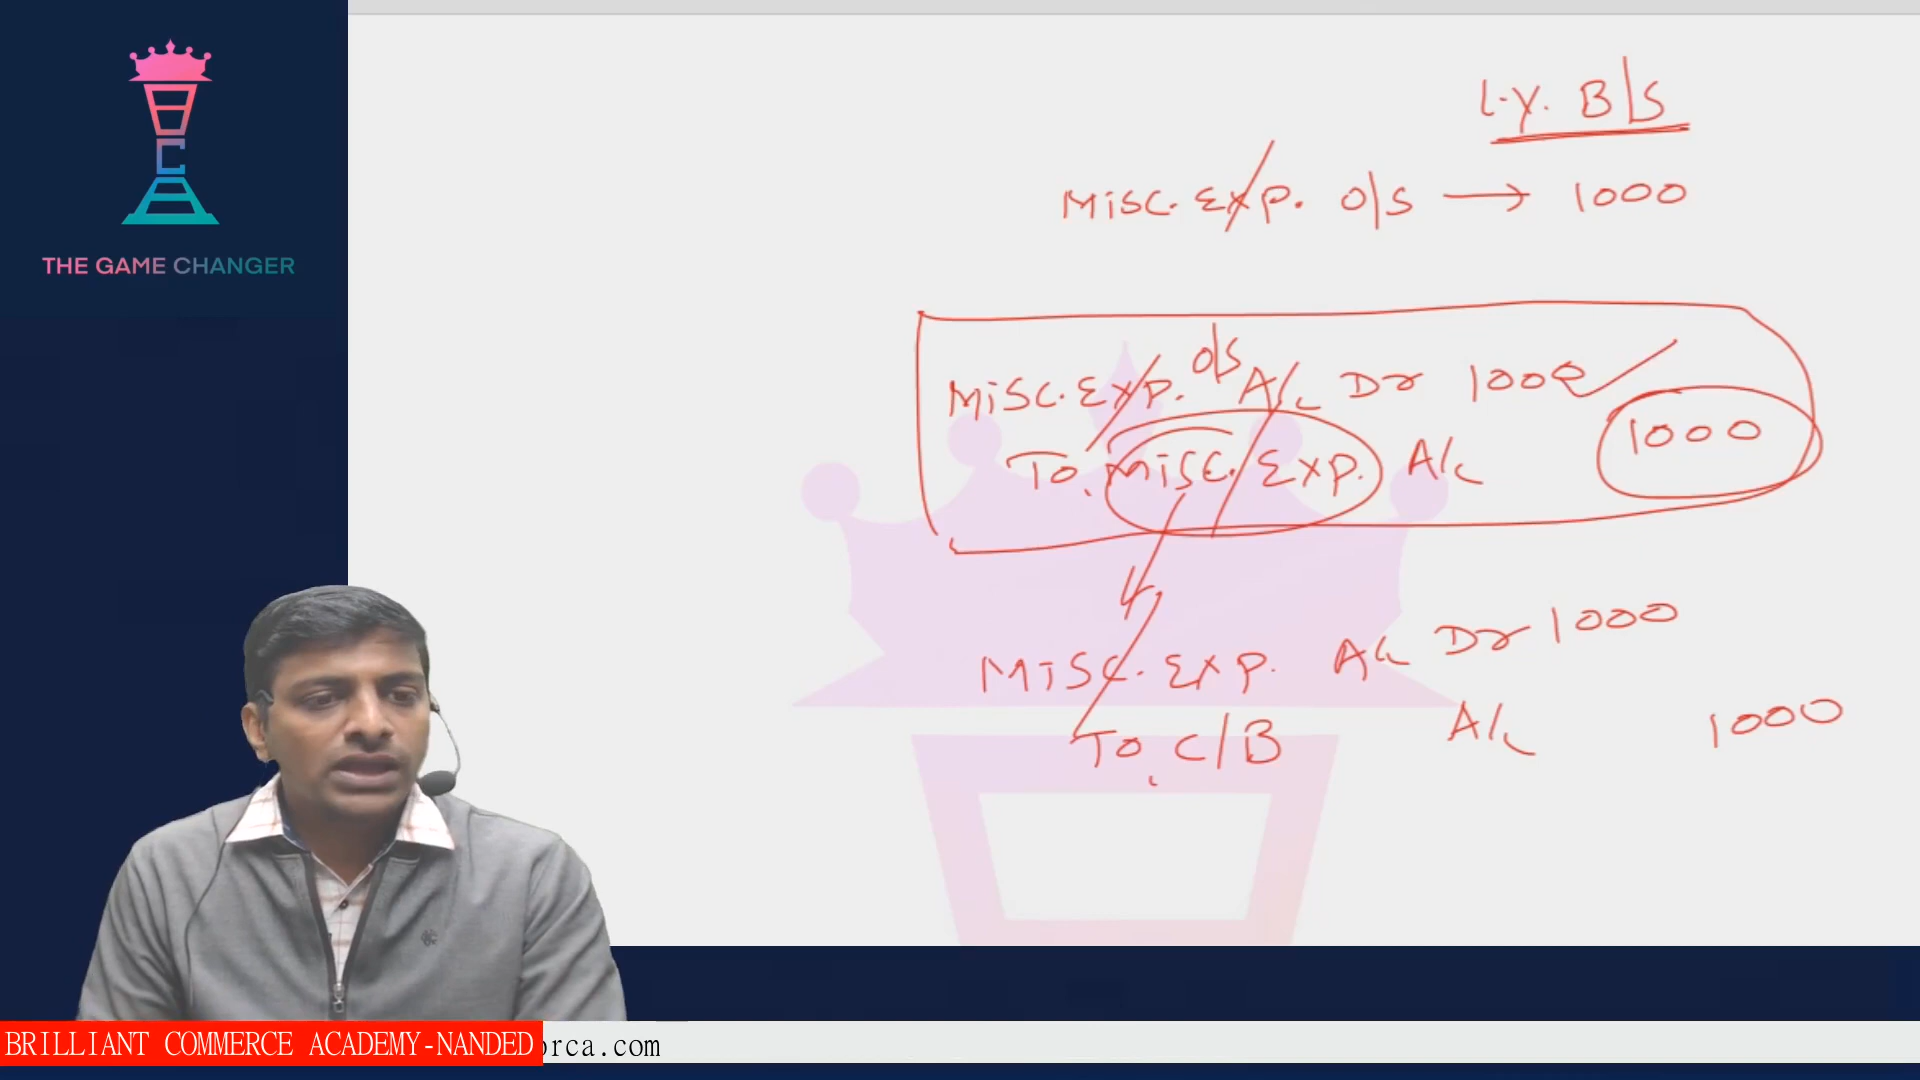 THE GAME CHANGER
L.Y. B/S
MISC. EXP. O/S → 1000
MISC. EXP. O/S A/c Dr 1000
To, MISC. EXP. A/c 1000
MISC. EXP. A/c Dr 1000
To, C/B A/c 1000
BRILLIANT COMMERCE ACADEMY-NANDED
orca.com